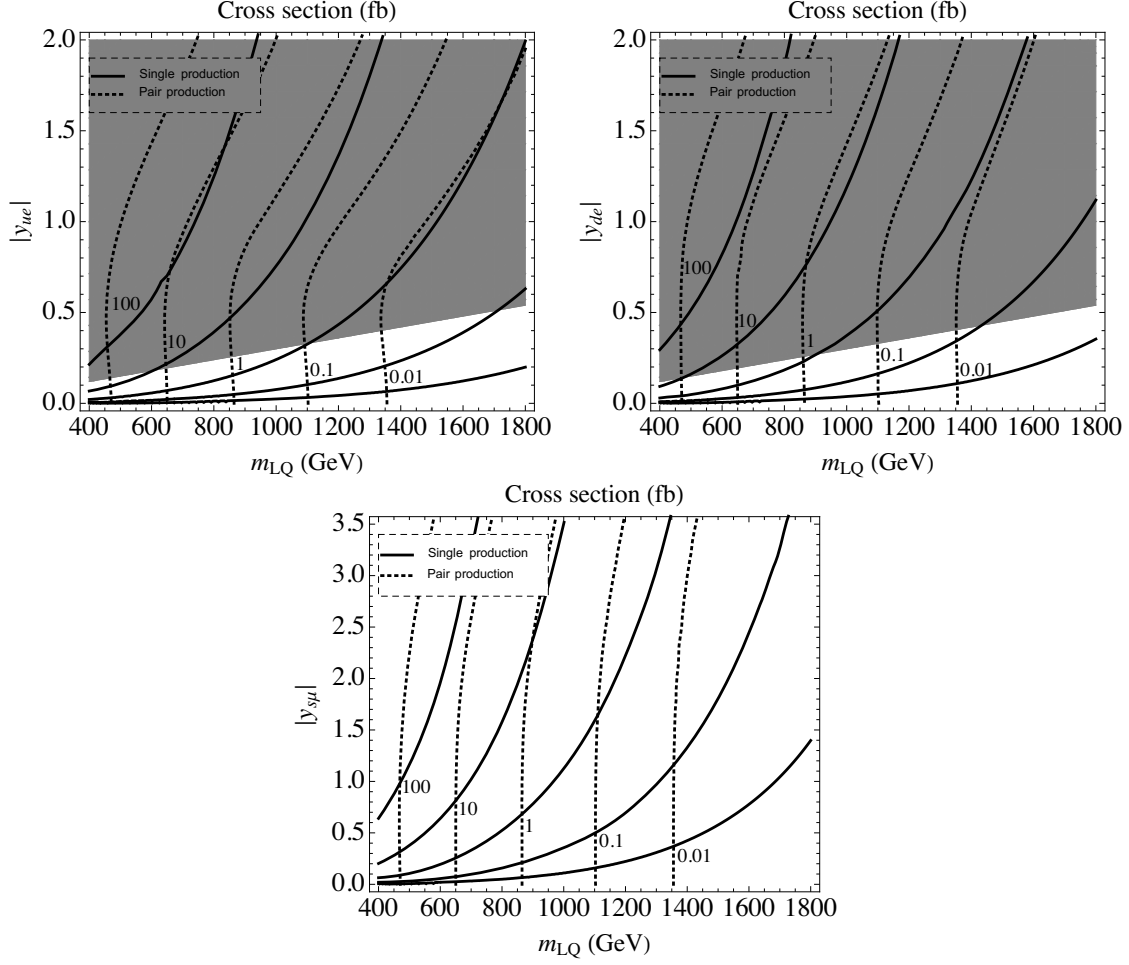 Cross section (fb)
2.0
1.5
1.0
0.5
0.0
|y_ue|
Single production
Pair production
100
10
1
0.1
0.01
400 600 800 1000 1200 1400 1600 1800
m_LQ (GeV)
Cross section (fb)
2.0
1.5
1.0
0.5
0.0
|y_de|
Single production
Pair production
100
10
1
0.1
0.01
400 600 800 1000 1200 1400 1600 1800
m_LQ (GeV)
Cross section (fb)
3.5
3.0
2.5
2.0
1.5
1.0
0.5
0.0
|y_sμ|
Single production
Pair production
100
10
1
0.1
0.01
400 600 800 1000 1200 1400 1600 1800
m_LQ (GeV)